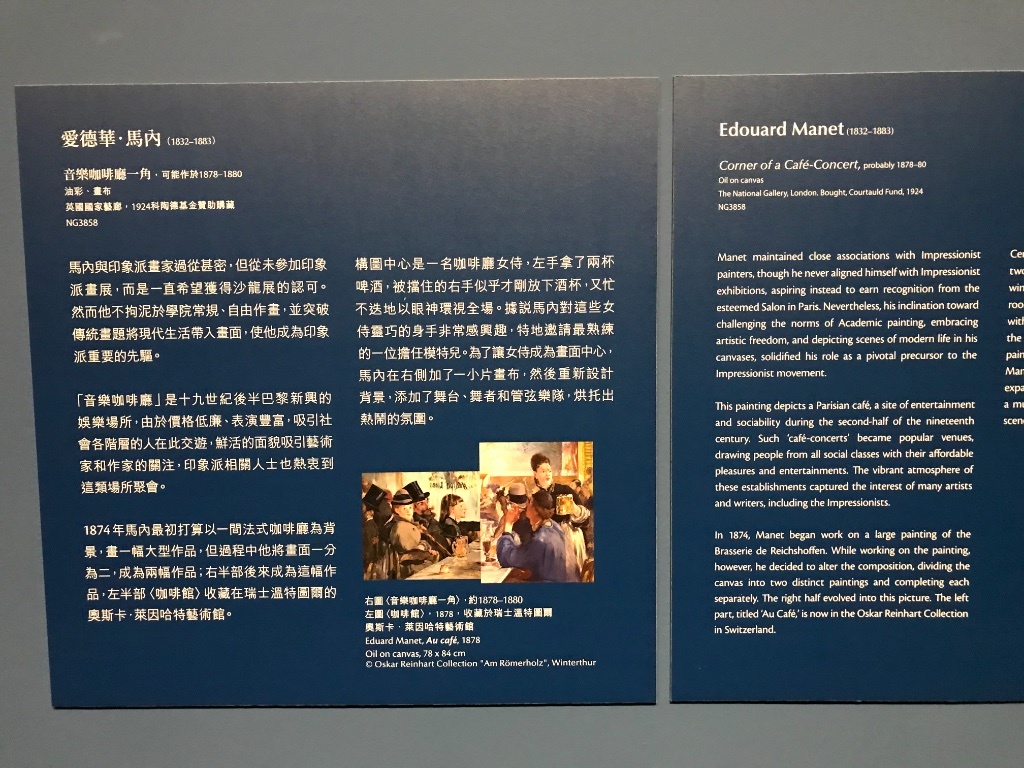 愛德華·馬內 (1832–1883)
音樂咖啡廳一角，可能作於1878–1880
油彩、畫布
英國國家藝廊，1924科陶德基金贊助購藏
NG3858
馬內與印象派畫家過從甚密，但從未參加印象
派畫展，而是一直希望獲得沙龍展的認可。
然而他不拘泥於學院常規、自由作畫，並突破
傳統畫題將現代生活帶入畫面，使他成為印象
派重要的先驅。
「音樂咖啡廳」是十九世紀後半巴黎新興的
娛樂場所，由於價格低廉、表演豐富，吸引社
會各階層的人在此交遊，鮮活的面貌吸引藝術
家和作家的關注，印象派相關人士也熱衷到
這類場所聚會。
1874年馬內最初打算以一間法式咖啡廳為背
景，畫一幅大型作品，但過程中他將畫面一分
為二，成為兩幅作品；右半部後來成為這幅作
品，左半部〈咖啡館〉收藏在瑞士溫特圖爾的
奧斯卡·萊因哈特藝術館。
構圖中心是一名咖啡廳女侍，左手拿了兩杯
啤酒，被擋住的右手似乎才剛放下酒杯，又忙
不迭地以眼神環視全場。據說馬內對這些女
侍靈巧的身手非常感興趣，特地邀請最熟練
的一位擔任模特兒。為了讓女侍成為畫面中心，
馬內在右側加了一小片畫布，然後重新設計
背景，添加了舞台、舞者和管弦樂隊，烘托出
熱鬧的氛圍。
右圖〈音樂咖啡廳一角〉，約1878–1880
左圖〈咖啡館〉，1878，收藏於瑞士溫特圖爾
奧斯卡·萊因哈特藝術館
Eduard Manet, Au café, 1878
Oil on canvas, 78 x 84 cm
© Oskar Reinhart Collection "Am Römerholz", Winterthur
Edouard Manet (1832–1883)
Corner of a Café-Concert, probably 1878–80
Oil on canvas
The National Gallery, London. Bought, Courtauld Fund, 1924
NG3858
Manet maintained close associations with Impressionist
painters, though he never aligned himself with Impressionist
exhibitions, aspiring instead to earn recognition from the
esteemed Salon in Paris. Nevertheless, his inclination toward
challenging the norms of Academic painting, embracing
artistic freedom, and depicting scenes of modern life in his
canvases, solidified his role as a pivotal precursor to the
Impressionist movement.
This painting depicts a Parisian café, a site of entertainment
and sociability during the second-half of the nineteenth
century. Such 'café-concerts' became popular venues,
drawing people from all social classes with their affordable
pleasures and entertainments. The vibrant atmosphere of
these establishments captured the interest of many artists
and writers, including the Impressionists.
In 1874, Manet began work on a large painting of the
Brasserie de Reichshoffen. While working on the painting,
however, he decided to alter the composition, dividing the
canvas into two distinct paintings and completing each
separately. The right half evolved into this picture. The left
part, titled 'Au Café,' is now in the Oskar Reinhart Collection
in Switzerland.
two
with
the
a mu